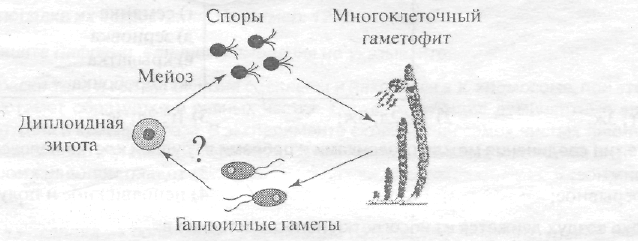 Споры
Многоклеточный
гаметофит
Мейоз
Диплоидная
зигота
?
Гаплоидные гаметы